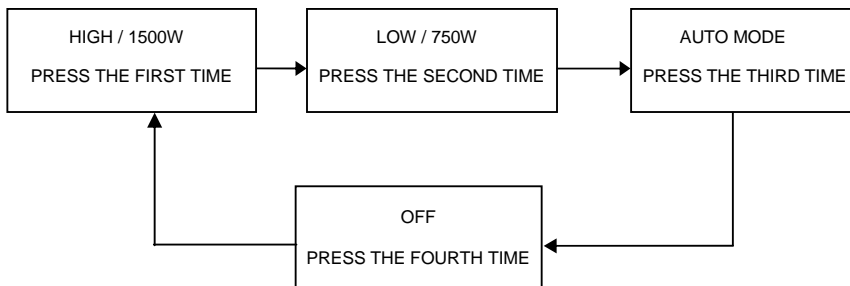 HIGH / 1500W
PRESS THE FIRST TIME
LOW / 750W
PRESS THE SECOND TIME
AUTO MODE
PRESS THE THIRD TIME
OFF
PRESS THE FOURTH TIME